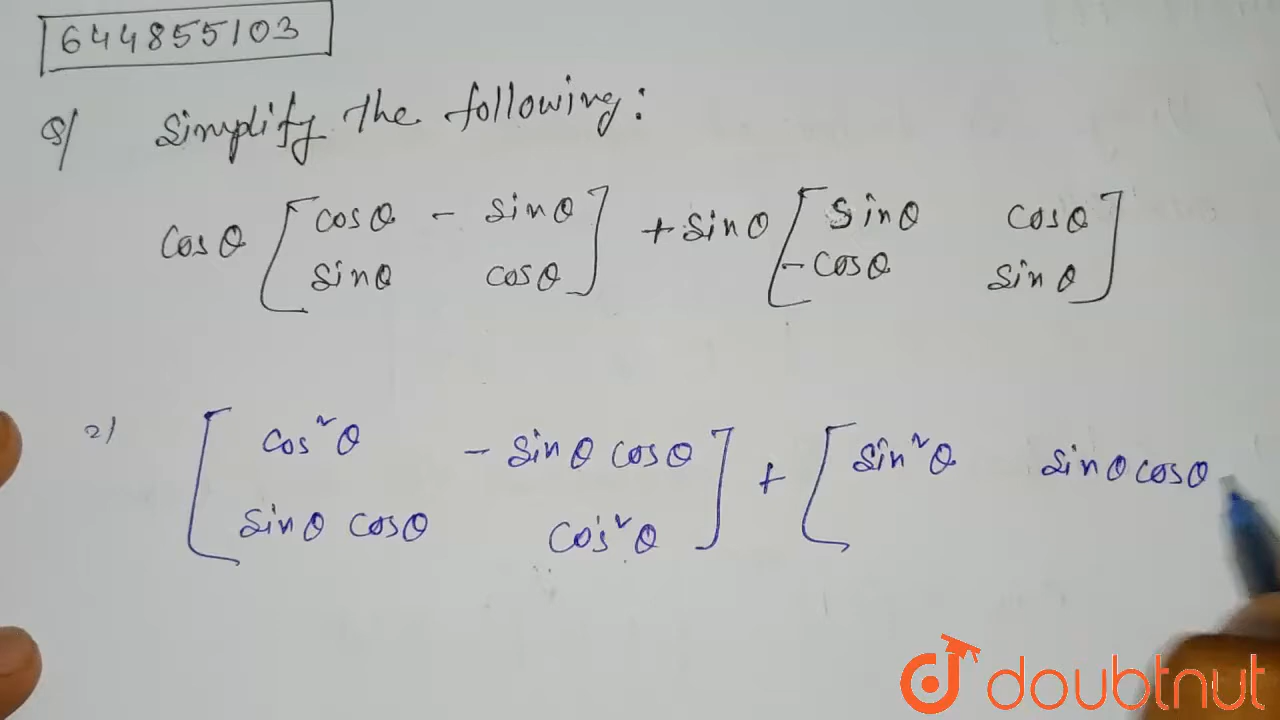 644855103
Q/ Simplify the following:
cosθ [cosθ - sinθ] + sinθ [sinθ cosθ]
[sinθ cosθ] [-cosθ sinθ]
2) [cos²θ - sinθ cosθ] + [sin²θ sinθ cosθ
[sinθ cosθ cos²θ]
doubtnut